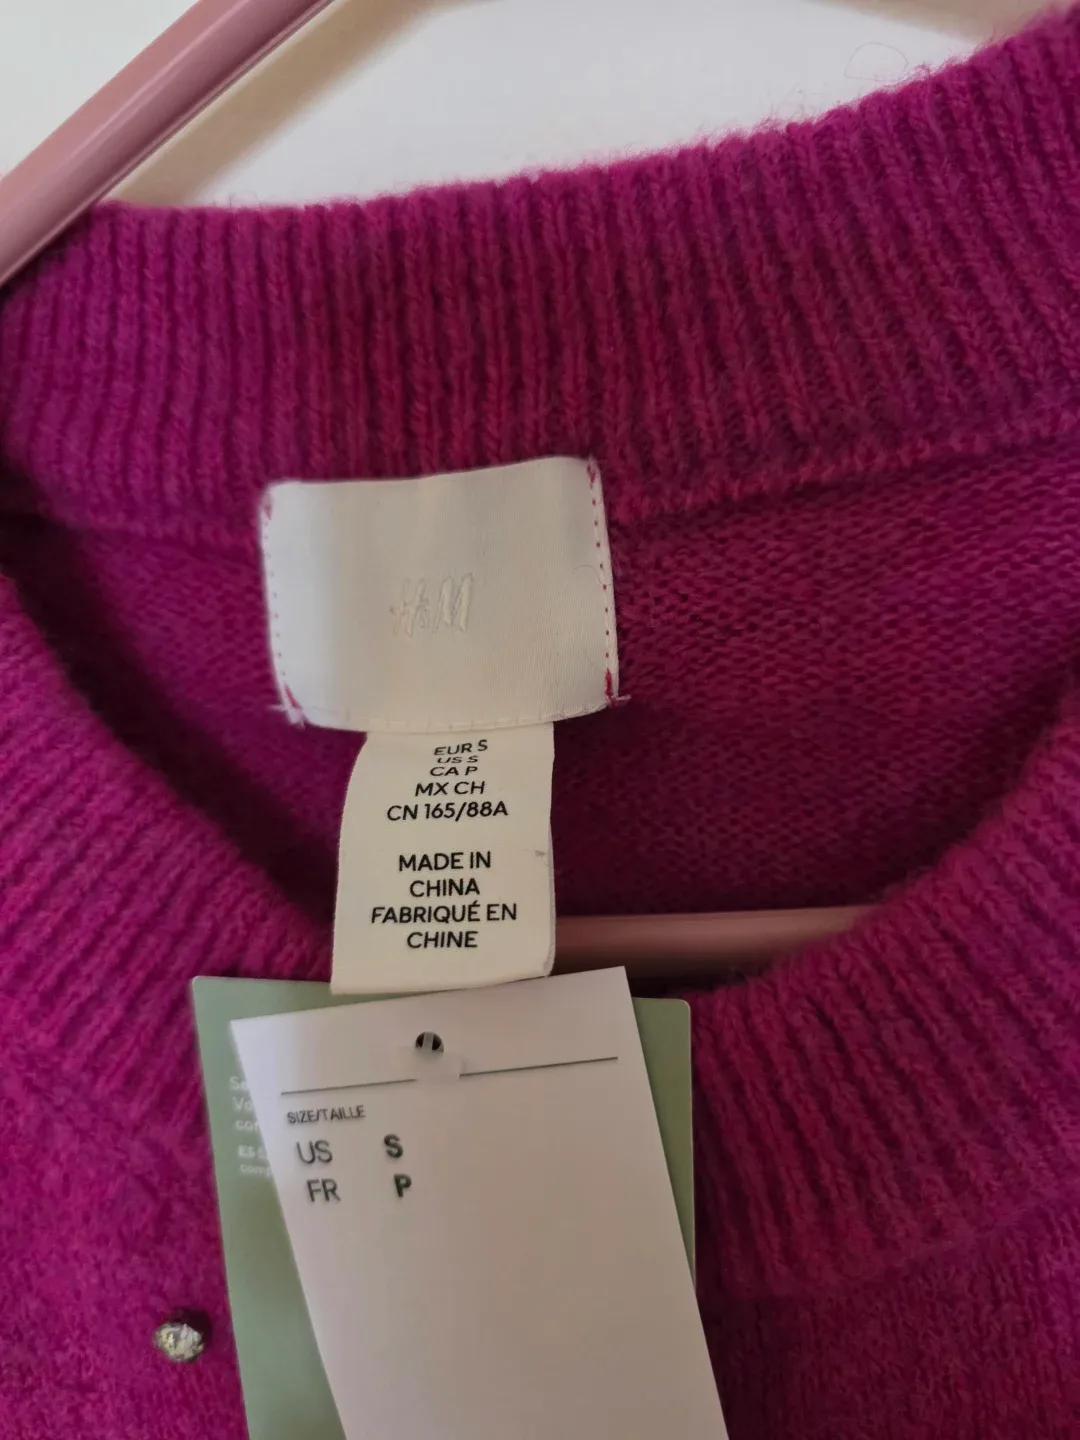 H&M
EUR S
US S
CA P
MX CH
CN 165/88A
MADE IN
CHINA
FABRIQUÉ EN
CHINE
SIZE/TAILLE
US S
FR P